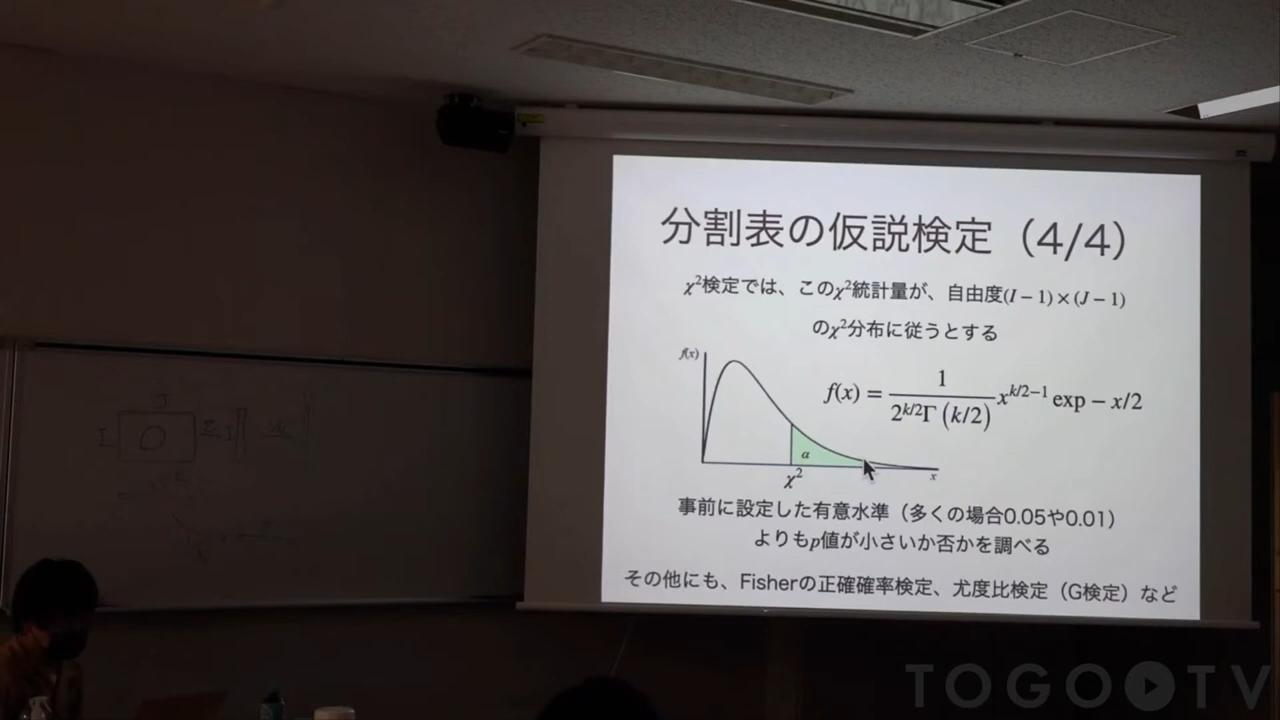 分割表の仮説検定（4/4）
χ²検定では、このχ²統計量が、自由度(I − 1) × (J − 1)
のχ²分布に従うとする
f(x)
f(x) = 1 / (2^{k/2}Γ (k/2)) x^{k/2−1} exp − x/2
α
χ²
x
事前に設定した有意水準（多くの場合0.05や0.01）
よりもp値が小さいか否かを調べる
その他にも、Fisherの正確確率検定、尤度比検定（G検定）など
TOGO TV